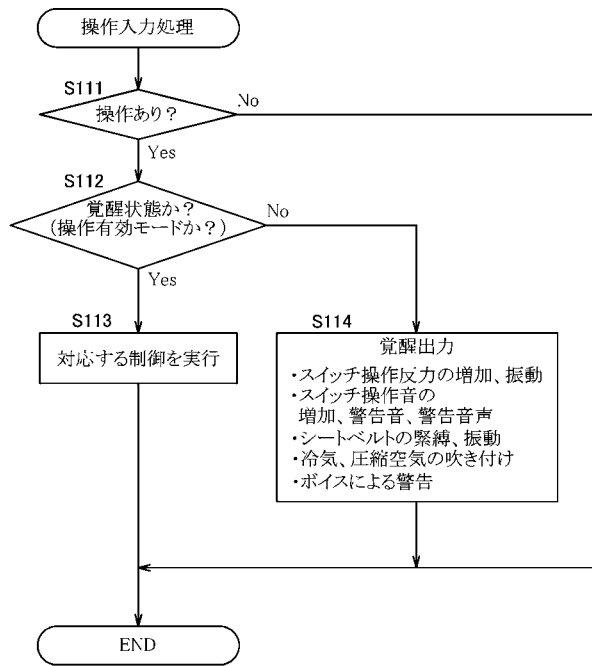 操作入力処理
S111
操作あり?
No
Yes
S112
覚醒状態か?
(操作有効モードか?)
No
Yes
S113
対応する制御を実行
S114
覚醒出力
・スイッチ操作反力の増加、振動
・スイッチ操作音の
増加、警告音、警告音声
・シートベルトの緊縛、振動
・冷気、圧縮空気の吹き付け
・ボイスによる警告
END